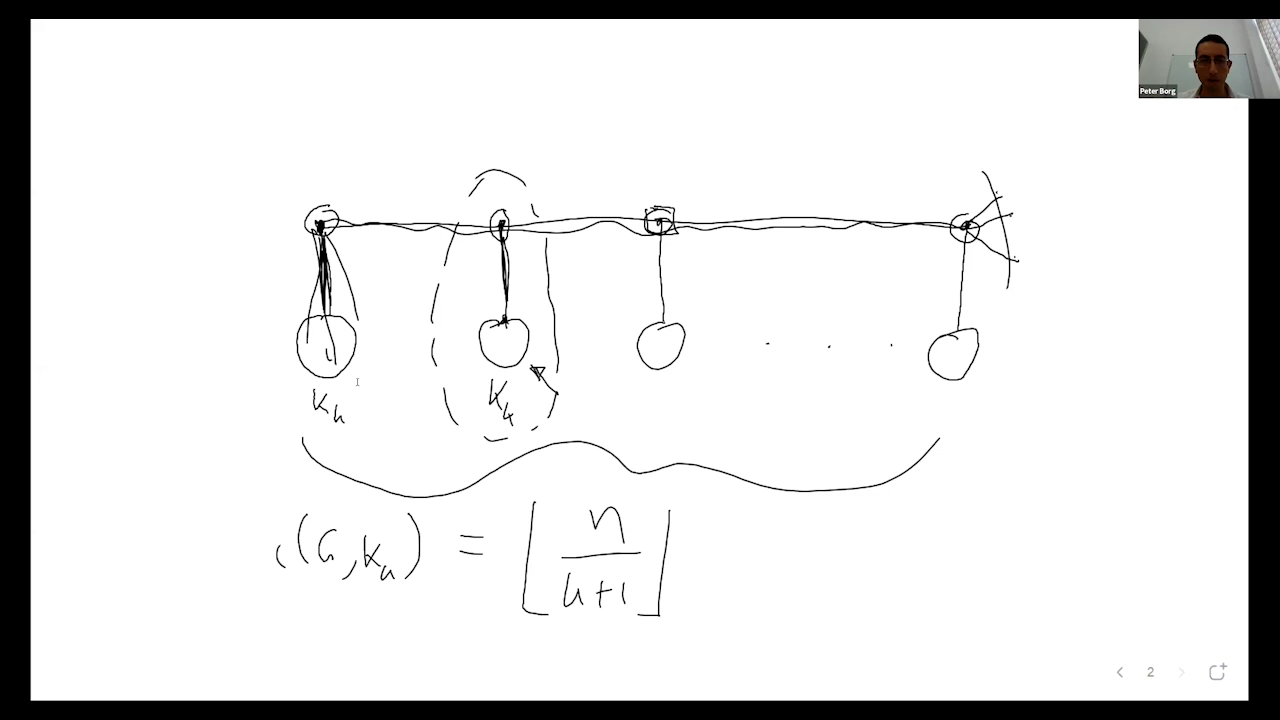 Peter Borg
K_k
K_k
ι(G, K_k) = ⌊n / (k+1)⌋
2